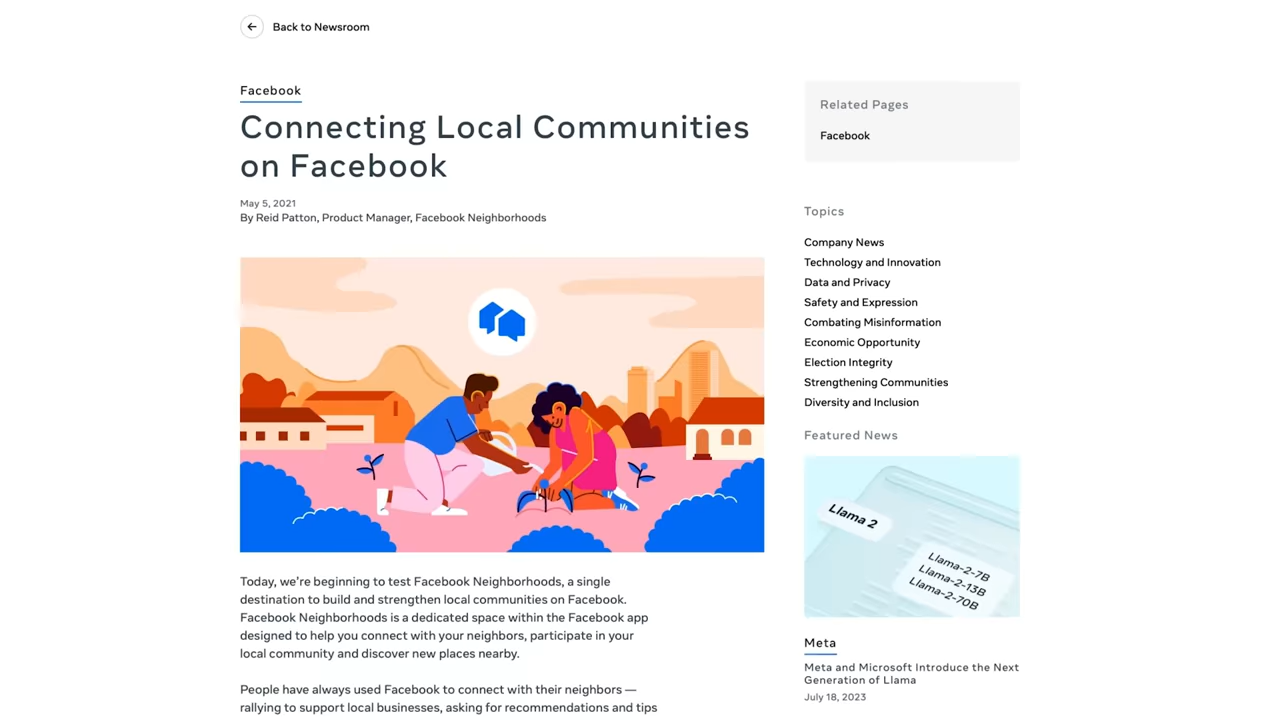 Back to Newsroom
Facebook
Connecting Local Communities
on Facebook
May 5, 2021
By Reid Patton, Product Manager, Facebook Neighborhoods
Today, we're beginning to test Facebook Neighborhoods, a single
destination to build and strengthen local communities on Facebook.
Facebook Neighborhoods is a dedicated space within the Facebook app
designed to help you connect with your neighbors, participate in your
local community and discover new places nearby.
People have always used Facebook to connect with their neighbors —
rallying to support local businesses, asking for recommendations and tips
Related Pages
Facebook
Topics
Company News
Technology and Innovation
Data and Privacy
Safety and Expression
Combating Misinformation
Economic Opportunity
Election Integrity
Strengthening Communities
Diversity and Inclusion
Featured News
Llama 2
Llama-2-7B
Llama-2-13B
Llama-2-70B
Meta
Meta and Microsoft Introduce the Next
Generation of Llama
July 18, 2023